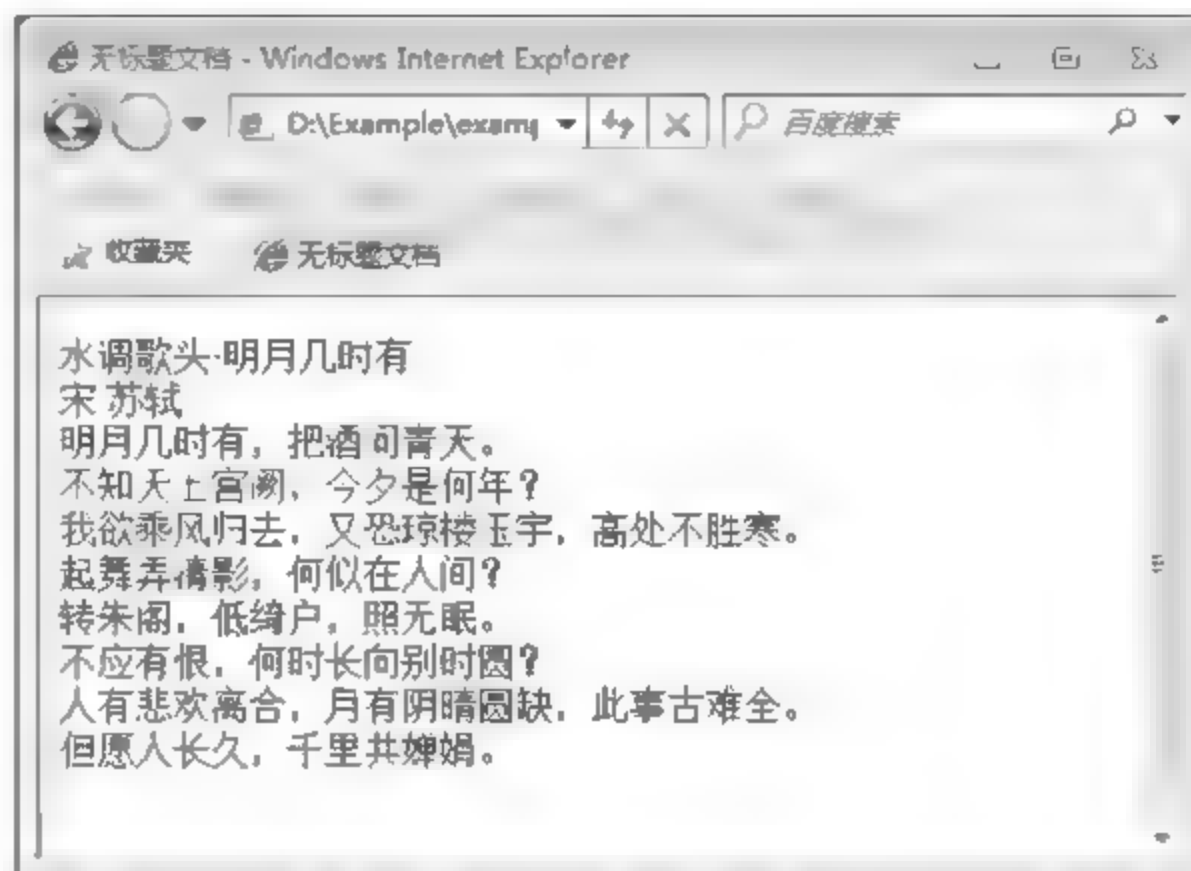 无标题文档 - Windows Internet Explorer
D:\Example\examp
百度搜索
收藏夹 无标题文档
水调歌头·明月几时有
宋 苏轼
明月几时有，把酒问青天。
不知天上宫阙，今夕是何年？
我欲乘风归去，又恐琼楼玉宇，高处不胜寒。
起舞弄清影，何似在人间？
转朱阁，低绮户，照无眠。
不应有恨，何时长向别时圆？
人有悲欢离合，月有阴晴圆缺，此事古难全。
但愿人长久，千里共婵娟。